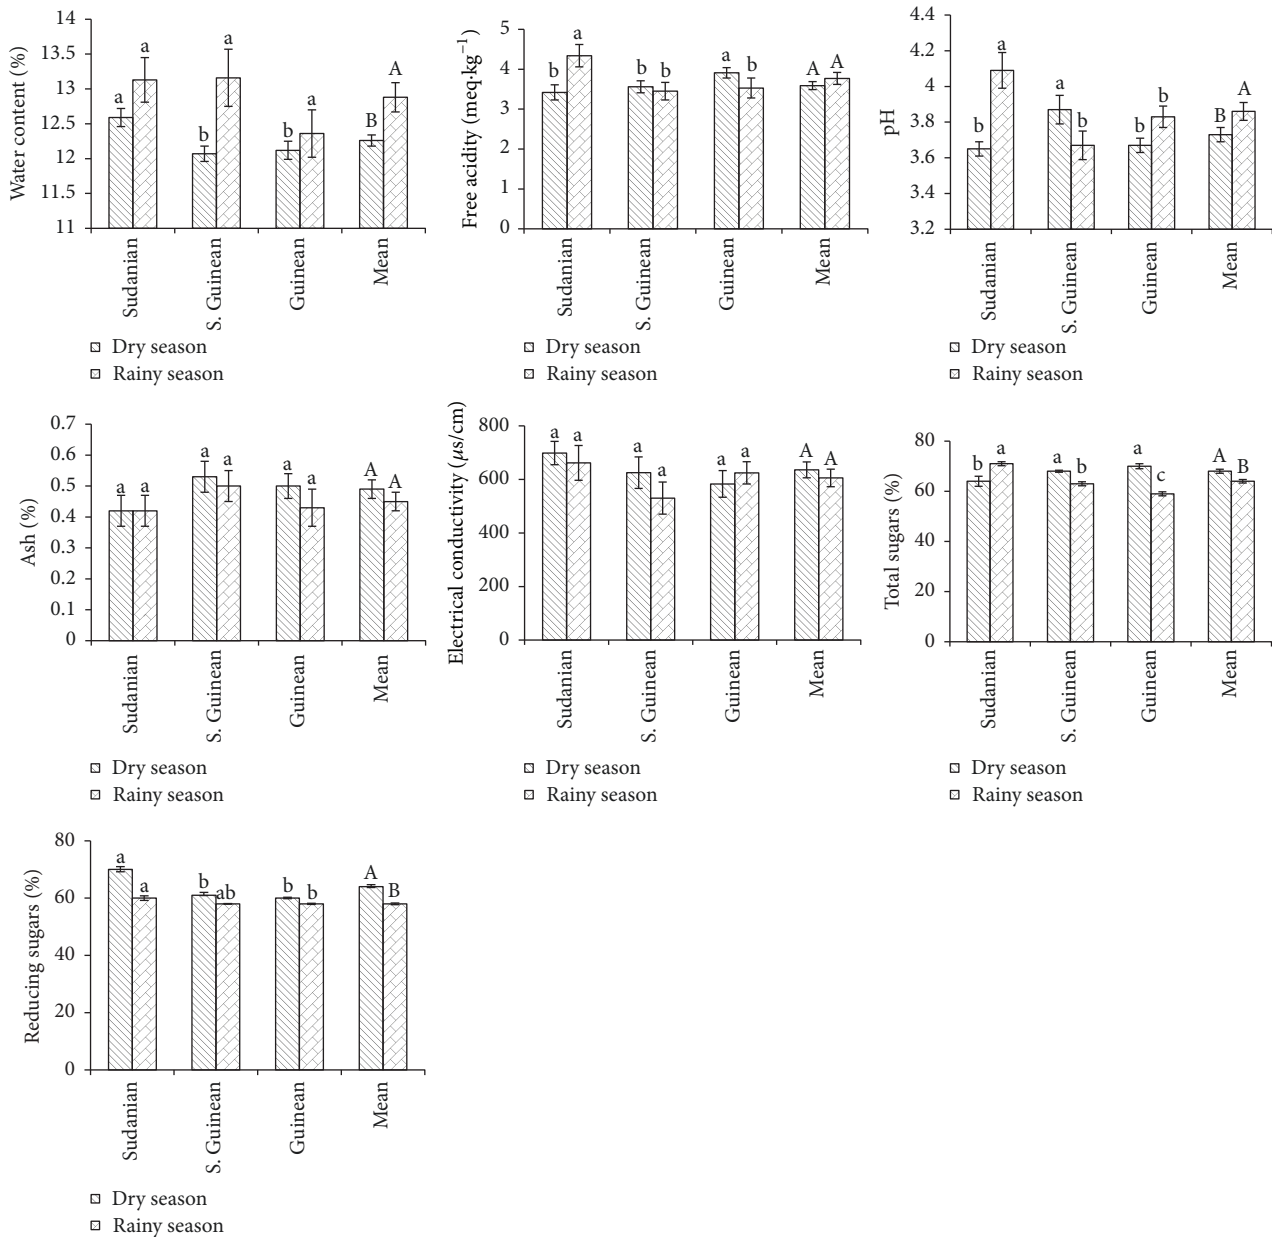 Water content (%)
14
13.5
13
12.5
12
11.5
11
a
a
b
a
b
a
B
A
Sudanian
S. Guinean
Guinean
Mean
Dry season
Rainy season
Free acidity (meq·kg⁻¹)
5
4
3
2
1
0
b
a
b
b
a
b
A
A
Sudanian
S. Guinean
Guinean
Mean
Dry season
Rainy season
pH
4.4
4.2
4
3.8
3.6
3.4
3.2
b
a
a
b
b
b
B
A
Sudanian
S. Guinean
Guinean
Mean
Dry season
Rainy season
Ash (%)
0.7
0.6
0.5
0.4
0.3
0.2
0.1
0
a
a
a
a
a
a
A
A
Sudanian
S. Guinean
Guinean
Mean
Dry season
Rainy season
Electrical conductivity (μs/cm)
800
600
400
200
0
a
a
a
a
a
a
A
A
Sudanian
S. Guinean
Guinean
Mean
Dry season
Rainy season
Total sugars (%)
80
60
40
20
0
b
a
a
b
a
c
A
B
Sudanian
S. Guinean
Guinean
Mean
Dry season
Rainy season
Reducing sugars (%)
80
60
40
20
0
a
a
b
ab
b
b
A
B
Sudanian
S. Guinean
Guinean
Mean
Dry season
Rainy season